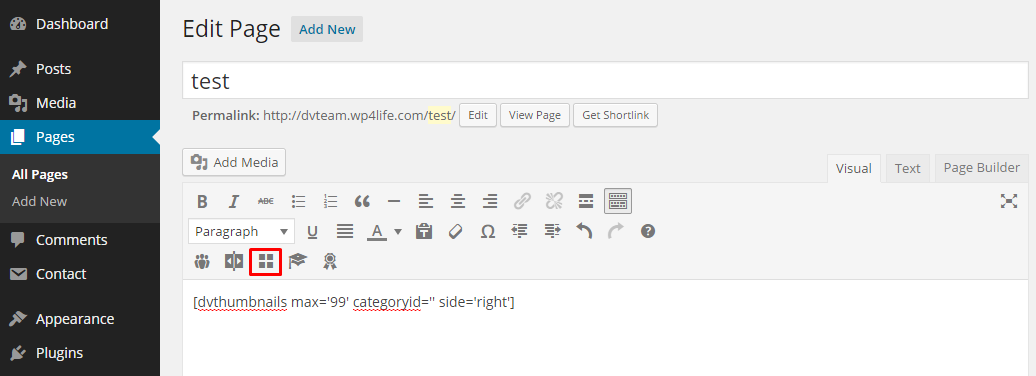 Dashboard
Posts
Media
Pages
All Pages
Add New
Comments
Contact
Appearance
Plugins
Edit Page Add New
test
Permalink: http://dvteam.wp4life.com/test/ Edit View Page Get Shortlink
Add Media Visual Text Page Builder
B I ABC
Paragraph U A T Ω ?
[dvthumbnails max='99' categoryid='' side='right']